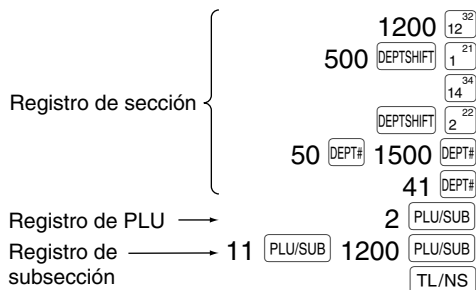 1200 12 32
500 DEPTSHIFT 1 21
14 34
Registro de sección
DEPTSHIFT 2 22
50 DEPT# 1500 DEPT#
41 DEPT#
Registro de PLU 2 PLU/SUB
Registro de 11 PLU/SUB 1200 PLU/SUB
subsección
TL/NS